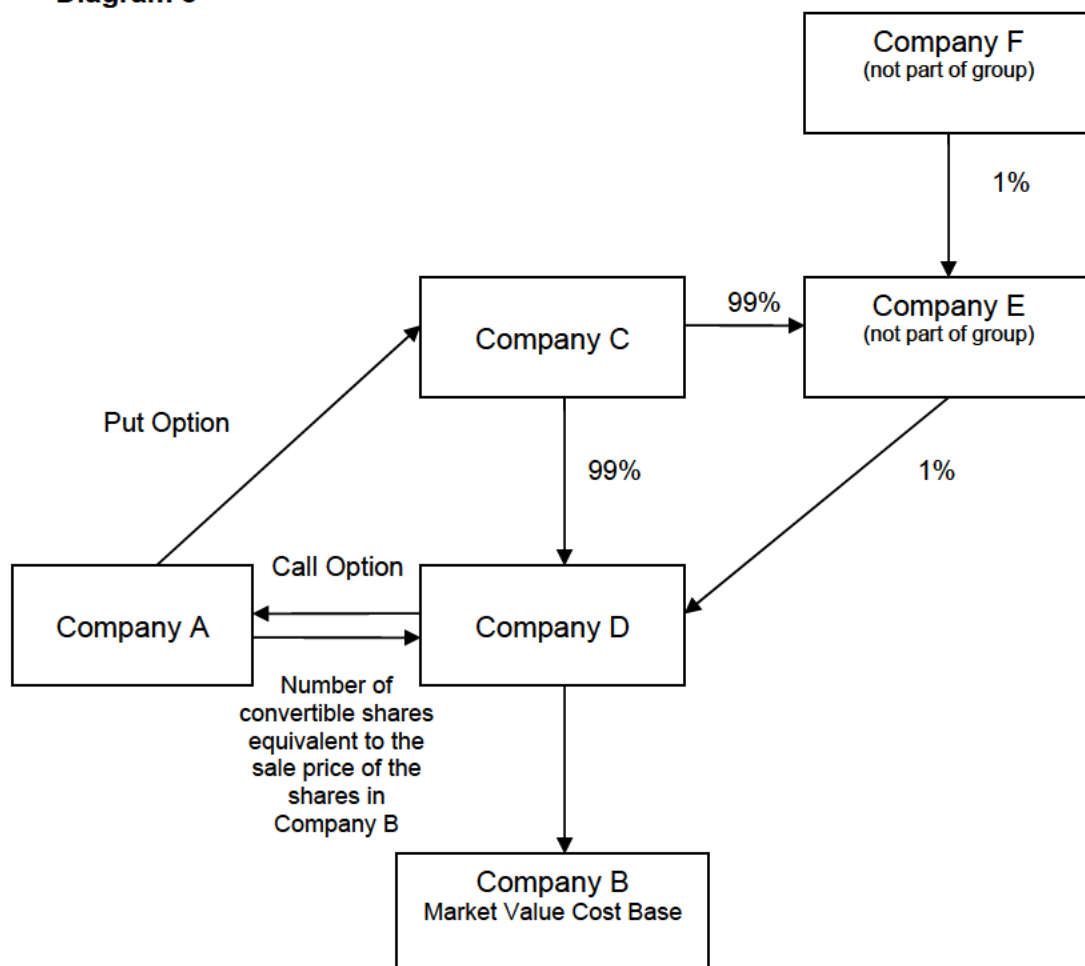 Company F
(not part of group)
1%
Company E
(not part of group)
99%
Company C
Put Option
99%
1%
Call Option
Company A
Company D
Number of
convertible shares
equivalent to the
sale price of the
shares in
Company B
Company B
Market Value Cost Base